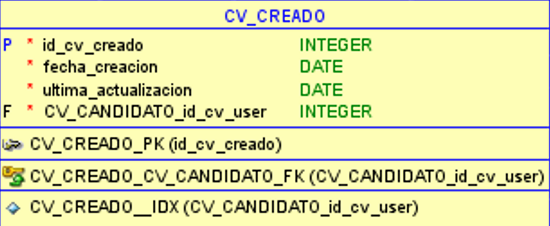 CV_CREADO
P * id_cv_creado INTEGER
* fecha_creacion DATE
* ultima_actualizacion DATE
F * CV_CANDIDATO_id_cv_user INTEGER
CV_CREADO_PK (id_cv_creado)
CV_CREADO_CV_CANDIDATO_FK (CV_CANDIDATO_id_cv_user)
CV_CREADO__IDX (CV_CANDIDATO_id_cv_user)